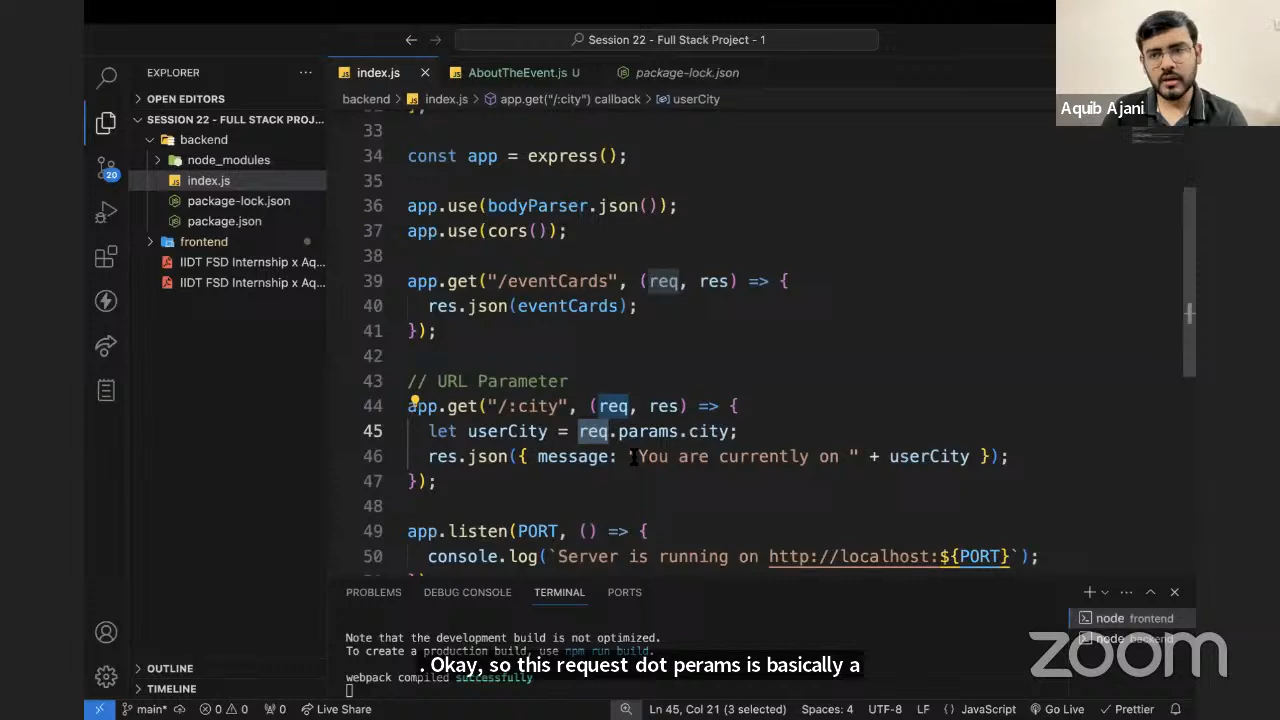 Session 22 - Full Stack Project - 1
Aquib Ajani
EXPLORER
index.js
AboutTheEvent.js U
package-lock.json
OPEN EDITORS
SESSION 22 - FULL STACK PROJ...
backend
node_modules
index.js
package-lock.json
package.json
frontend
IIDT FSD Internship x Aq...
IIDT FSD Internship x Aq...
20
OUTLINE
TIMELINE
backend > index.js > app.get("/:city") callback > userCity
33
34 const app = express();
35
36 app.use(bodyParser.json());
37 app.use(cors());
38
39 app.get("/eventCards", (req, res) => {
40 res.json(eventCards);
41 });
42
43 // URL Parameter
44 app.get("/:city", (req, res) => {
45 let userCity = req.params.city;
46 res.json({ message: "You are currently on " + userCity });
47 });
48
49 app.listen(PORT, () => {
50 console.log(`Server is running on http://localhost:${PORT}`);
PROBLEMS DEBUG CONSOLE TERMINAL PORTS
Note that the development build is not optimized.
To create a production build, use npm run build.
webpack compiled successfully
node frontend
node backend
. Okay, so this request dot perams is basically a
zoom
main* 0 0 0 Live Share Ln 45, Col 21 (3 selected) Spaces: 4 UTF-8 LF {} JavaScript Go Live Prettier